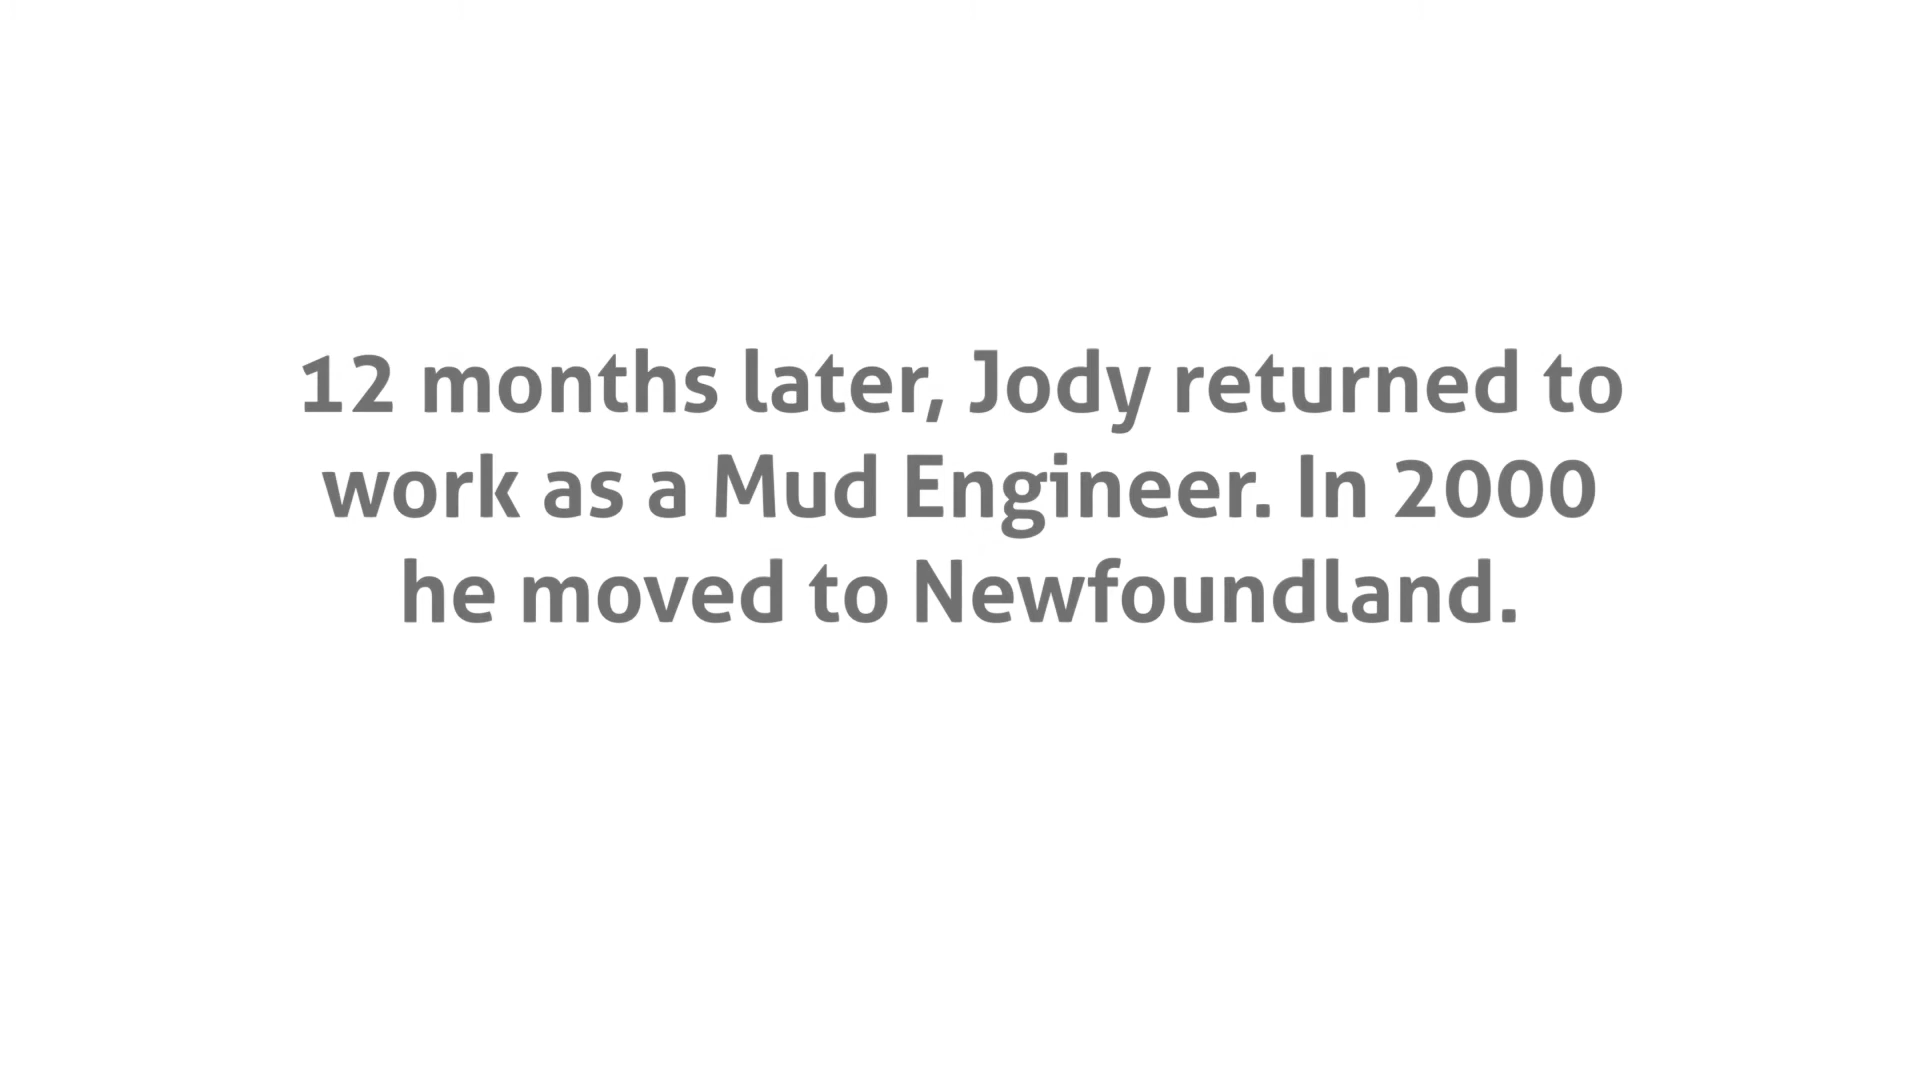 12 months later, Jody returned to
work as a Mud Engineer. In 2000
he moved to Newfoundland.